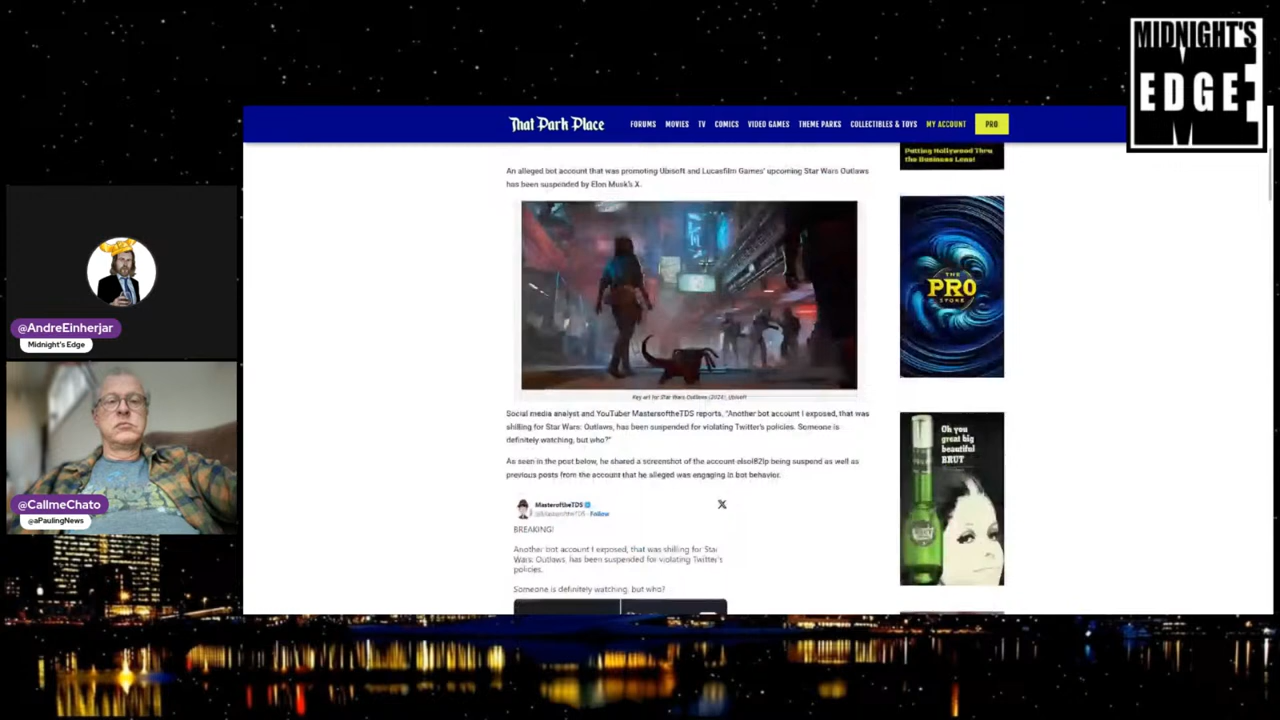 MIDNIGHT'S
EDGE
That Park Place
FORUMS MOVIES TV COMICS VIDEO GAMES THEME PARKS COLLECTIBLES & TOYS MY ACCOUNT PRO
Putting Hollywood Thru
the Business Lens!
An alleged bot account that was promoting Ubisoft and Lucasfilm Games' upcoming Star Wars Outlaws
has been suspended by Elon Musk's X.
THE
PRO
STORE
@AndreEinherjar
Midnight's Edge
Key art for Star Wars Outlaws (2024), Ubisoft
Social media analyst and YouTuber MastersoftheTDS reports, "Another bot account I exposed, that was
shilling for Star Wars: Outlaws, has been suspended for violating Twitter's policies. Someone is
definitely watching, but who?"
As seen in the post below, he shared a screenshot of the account being suspend as well as
previous posts from the account that he alleged was engaging in bot behavior.
Oh you
great big
beautiful
BRUT
@CallmeChato
@aPaulingNews
MasteroftheTDS
@MastersoftheTDS · Follow
X
BREAKING!
Another bot account I exposed, that was shilling for Star
Wars: Outlaws, has been suspended for violating Twitter's
policies.
Someone is definitely watching, but who?